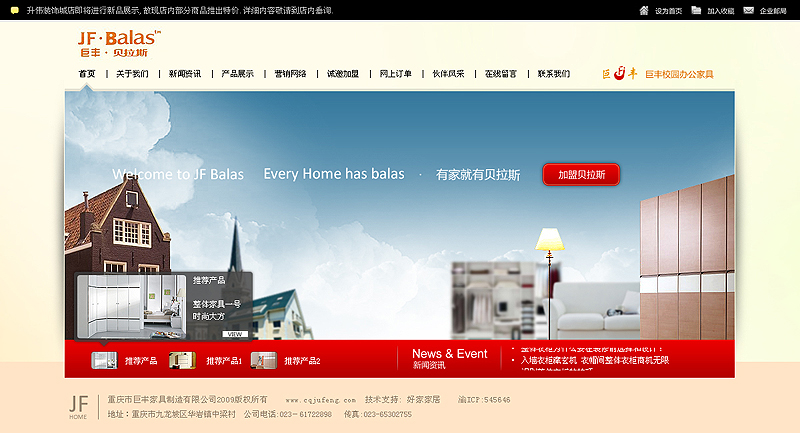 升伟装饰城店即将进行新品展示, 故现店内部分商品推出特价. 详细内容敬请到店内垂询.
设为首页 加入收藏 企业邮局
JF·Balas™
巨丰·贝拉斯
首页 | 关于我们 | 新闻资讯 | 产品展示 | 营销网络 | 诚邀加盟 | 网上订单 | 伙伴风采 | 在线留言 | 联系我们
巨丰 巨丰校园办公家具
Welcome to JF Balas Every Home has balas · 有家就有贝拉斯 加盟贝拉斯
推荐产品
整体家具一号
时尚大方
VIEW
推荐产品 推荐产品1 推荐产品2
News & Event
新闻资讯
• 入墙衣柜藏玄机 衣帽间整体衣柜商机无限
JF
HOME
重庆市巨丰家具制造有限公司2009版权所有 www.cqjufeng.com 技术支持: 好家家居 渝ICP:545646
地址:重庆市九龙坡区华岩镇中梁村 公司电话:023-61722898 传真:023-65302755